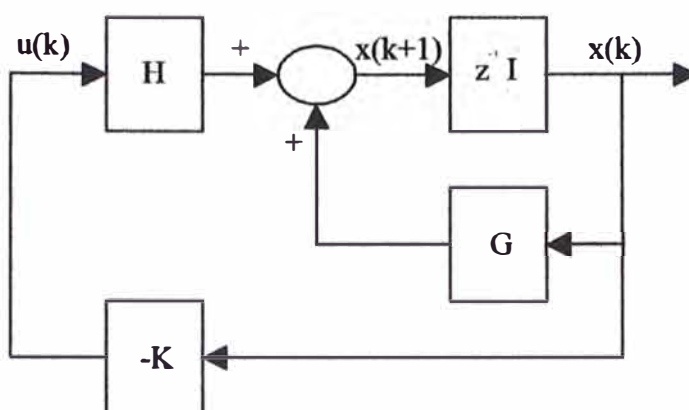 u(k)
H
+
x(k+1)
z⁻¹ I
x(k)
+
G
-K